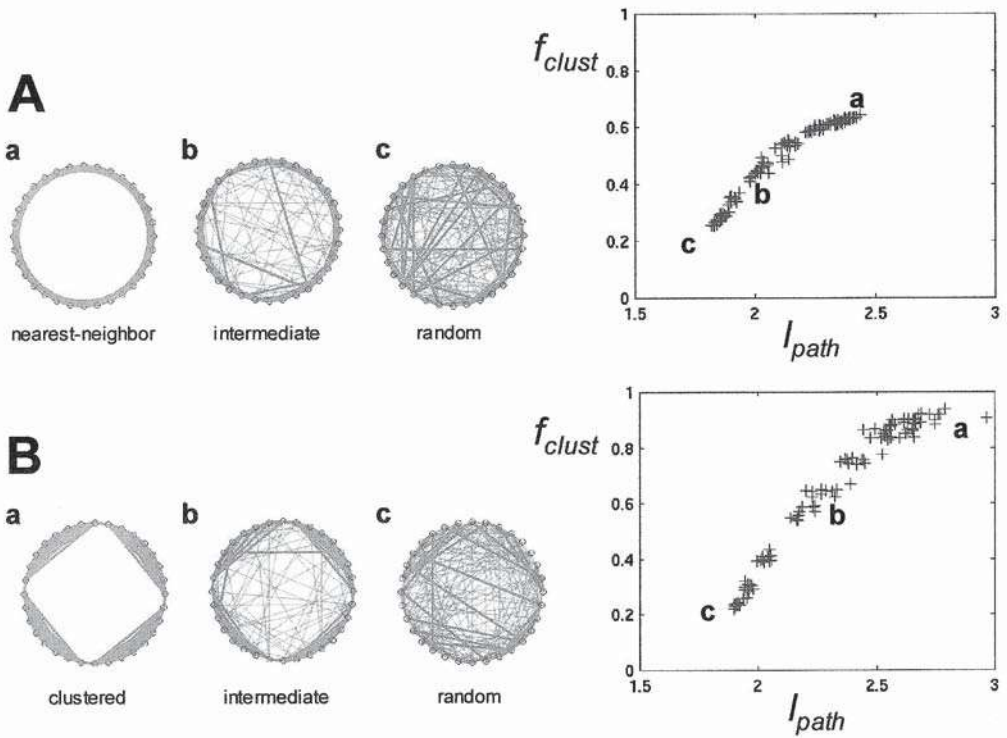 A
a
b
c
nearest-neighbor
intermediate
random
f_clust
1
0.8
0.6
0.4
0.2
0
a
b
c
1.5
2
2.5
3
l_path
B
a
b
c
clustered
intermediate
random
f_clust
1
0.8
0.6
0.4
0.2
0
a
b
c
1.5
2
2.5
3
l_path